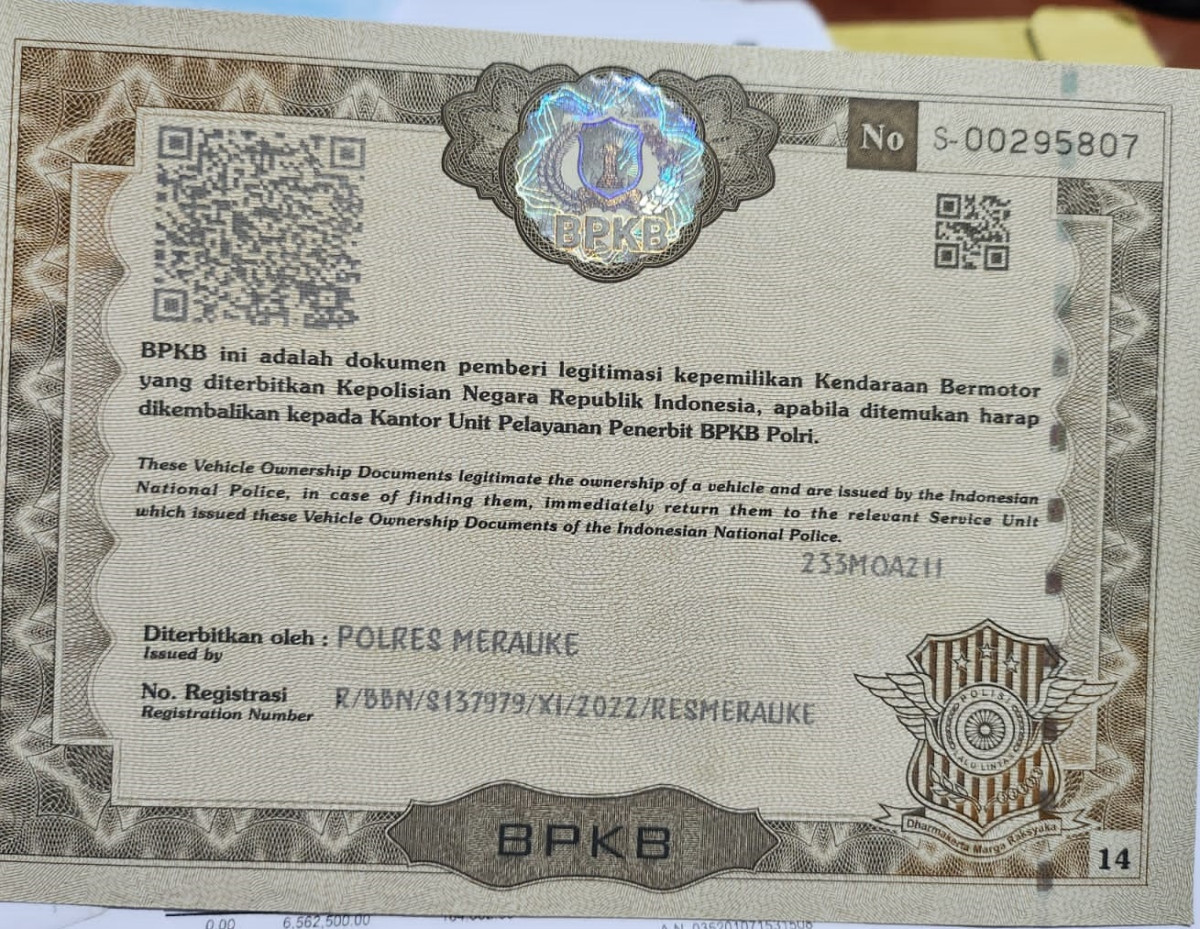 No S-00295807
BPKB
BPKB ini adalah dokumen pemberi legitimasi kepemilikan Kendaraan Bermotor
yang diterbitkan Kepolisian Negara Republik Indonesia, apabila ditemukan harap
dikembalikan kepada Kantor Unit Pelayanan Penerbit BPKB Polri.
These Vehicle Ownership Documents legitimate the ownership of a vehicle and are issued by the Indonesian
National Police, in case of finding them, immediately return them to the relevant Service Unit
which issued these Vehicle Ownership Documents of the Indonesian National Police.
233MOAZ11
Diterbitkan oleh : POLRES MERAUKE
Issued by
No. Registrasi R/BBN/S137979/XI/2022/RESMERAUKE
Registration Number
POLISI
LALU LINTAS
Dharmakerta Marga Raksyaka
BPKB
14
0.00 6,562,500.00